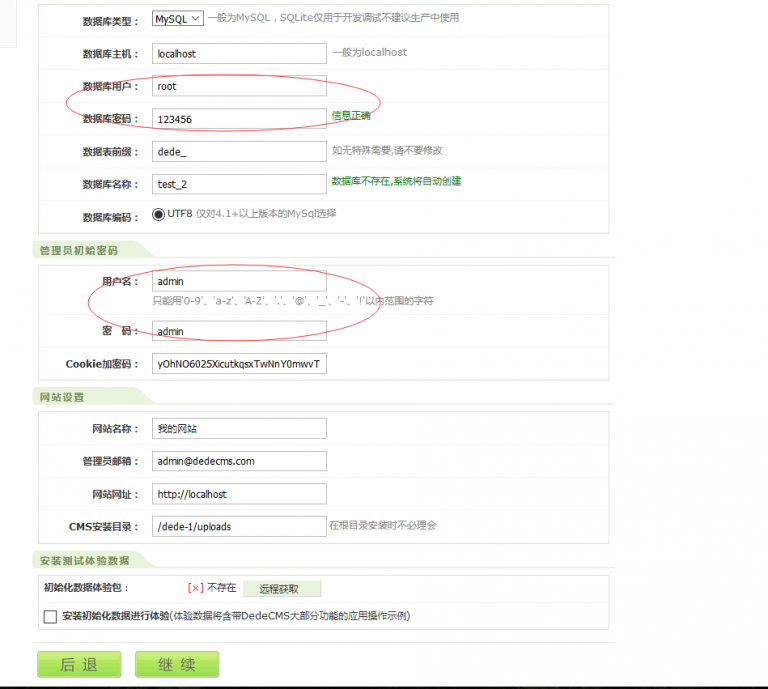 数据库类型： MySQL 一般为MySQL，SQLite仅用于开发调试不建议生产中使用
数据库主机： localhost 一般为localhost
数据库用户： root
数据库密码： 123456 信息正确
数据表前缀： dede_ 如无特殊需要,请不要修改
数据库名称： test_2 数据库不存在,系统将自动创建
数据库编码： UTF8 仅对4.1+以上版本的MySql选择
管理员初始密码
用户名： admin
只能用'0-9'、'a-z'、'A-Z'、'.'、'@'、'_'、'-'、'!'以内范围的字符
密 码： admin
Cookie加密码： yOhNO6025XicutkqsxTwNnY0mwvT
网站设置
网站名称： 我的网站
管理员邮箱： admin@dedecms.com
网站网址： http://localhost
CMS安装目录： /dede-1/uploads 在根目录安装时不必理会
安装测试体验数据
初始化数据体验包： [×] 不存在 远程获取
安装初始化数据进行体验(体验数据将含带DedeCMS大部分功能的应用操作示例)
后退 继续